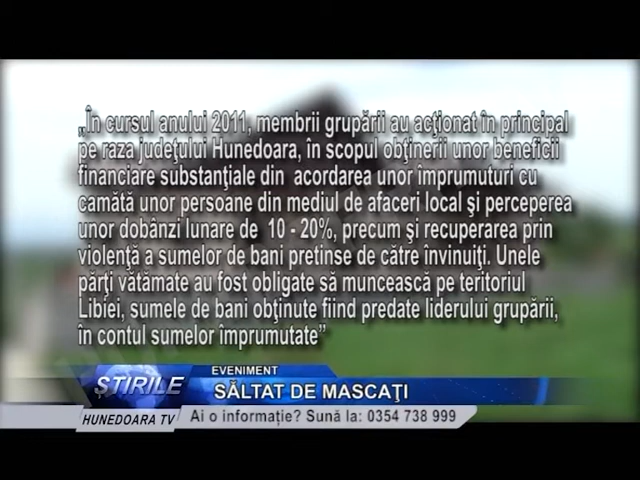 „În cursul anului 2011, membrii grupării au acţionat în principal
pe raza judeţului Hunedoara, în scopul obţinerii unor beneficii
financiare substanţiale din acordarea unor împrumuturi cu
camătă unor persoane din mediul de afaceri local şi perceperea
unor dobânzi lunare de 10 - 20%, precum şi recuperarea prin
violenţă a sumelor de bani pretinse de către învinuiţi. Unele
părţi vătămate au fost obligate să muncească pe teritoriul
Libiei, sumele de bani obţinute fiind predate liderului grupării,
în contul sumelor împrumutate”
EVENIMENT
ŞTIRILE
SĂLTAT DE MASCAŢI
HUNEDOARA TV
Ai o informație? Sună la: 0354 738 999